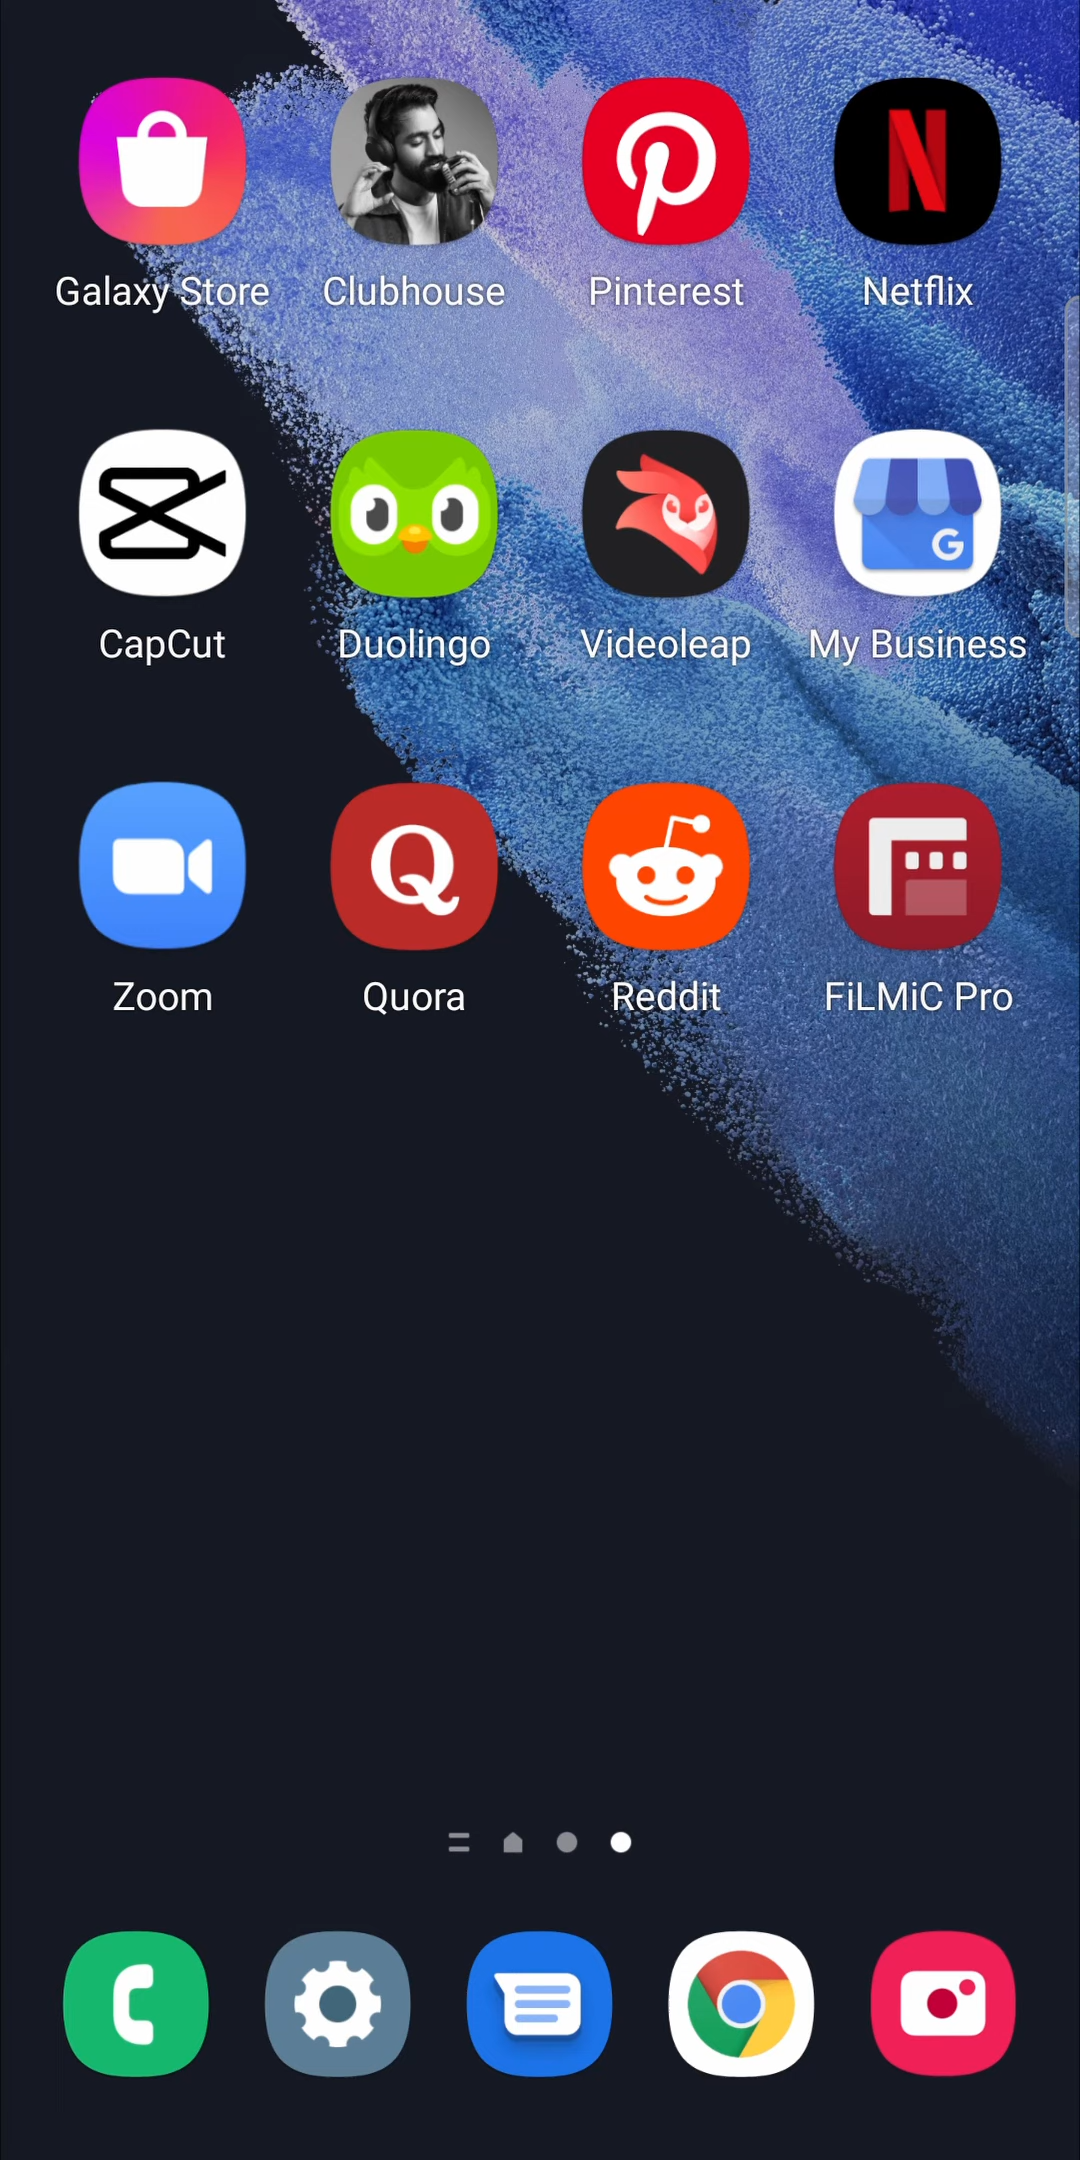 Galaxy Store Clubhouse Pinterest Netflix
CapCut Duolingo Videoleap My Business
Zoom Quora Reddit FiLMiC Pro